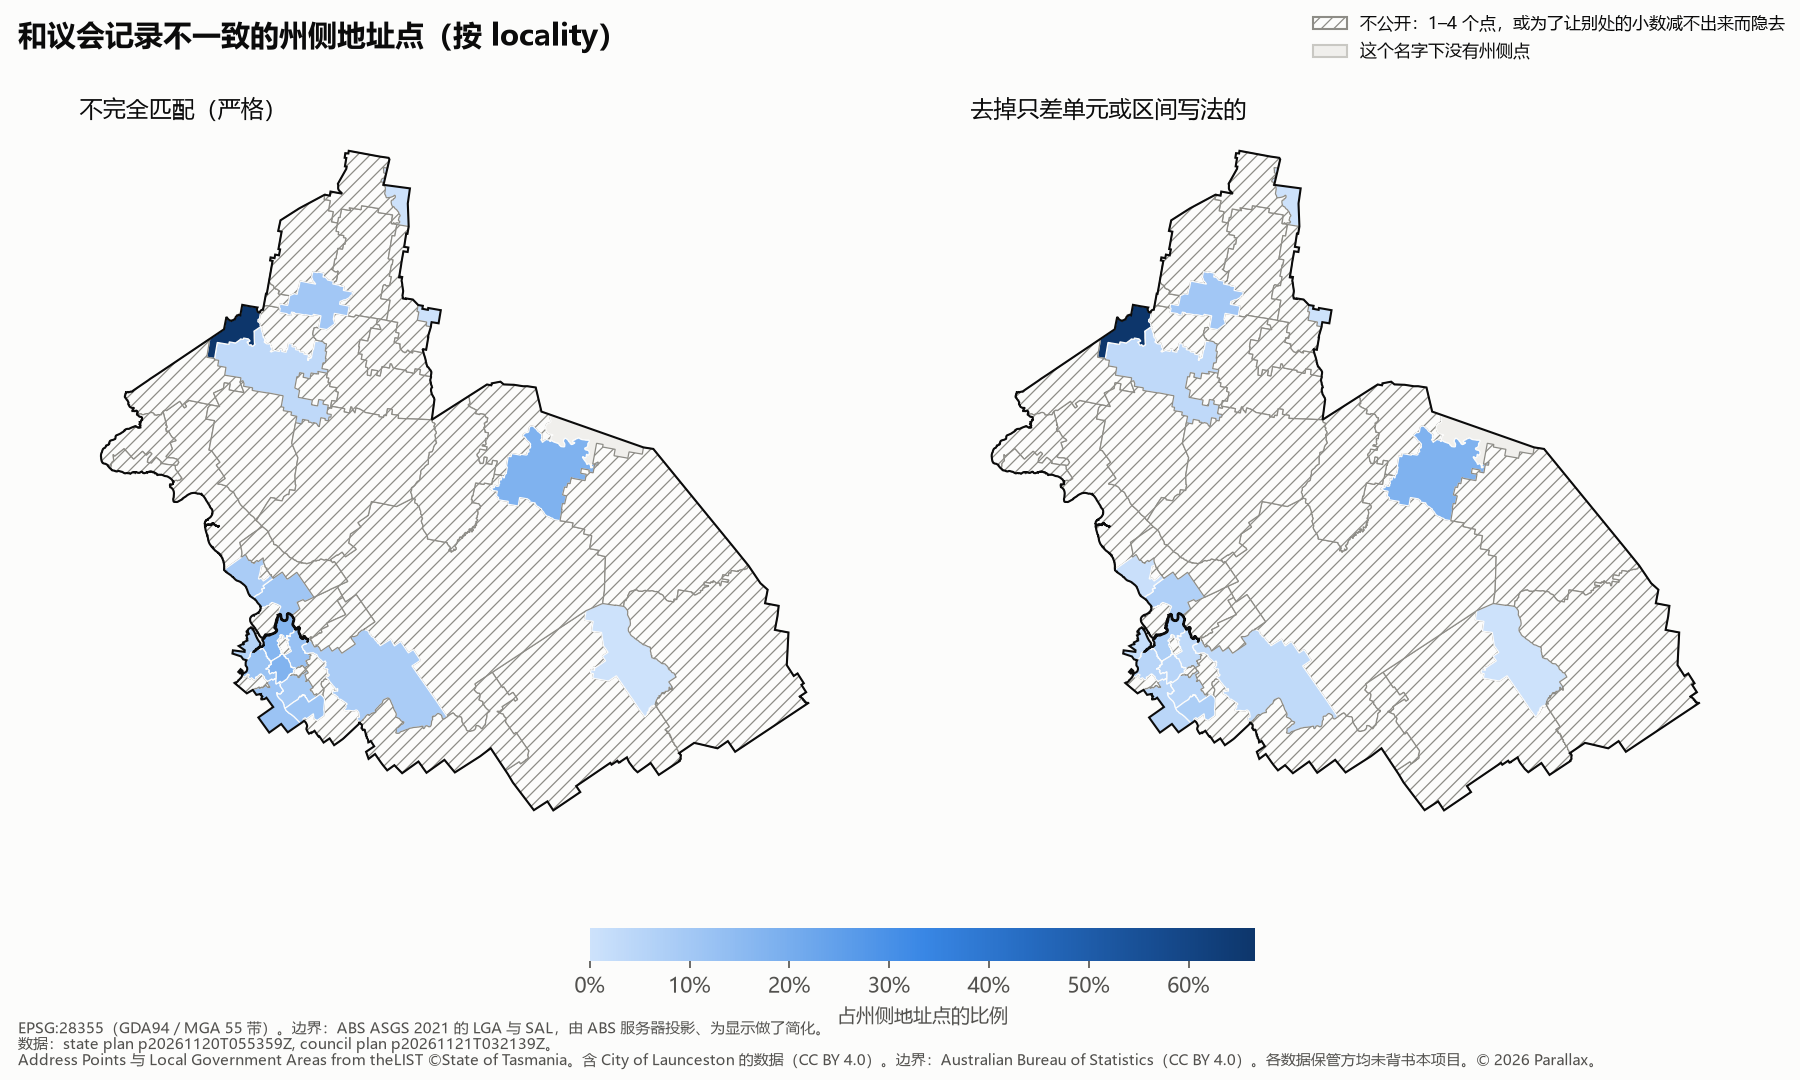 和议会记录不一致的州侧地址点（按 locality）
不公开：1–4 个点，或为了让别处的小数减不出来而隐去
这个名字下没有州侧点
不完全匹配（严格）
去掉只差单元或区间写法的
0% 10% 20% 30% 40% 50% 60%
占州侧地址点的比例
EPSG:28355（GDA94 / MGA 55 带）。边界：ABS ASGS 2021 的 LGA 与 SAL，由 ABS 服务器投影、为显示做了简化。
数据：state plan p20261120T055359Z, council plan p20261121T032139Z。
Address Points 与 Local Government Areas from theLIST ©State of Tasmania。含 City of Launceston 的数据（CC BY 4.0）。边界：Australian Bureau of Statistics（CC BY 4.0）。各数据保管方均未背书本项目。© 2026 Parallax。